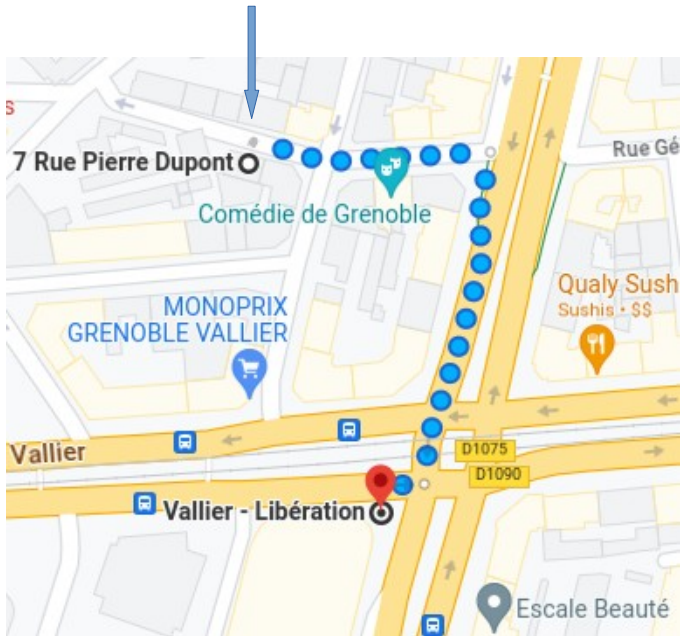 s
Rue Gé
7 Rue Pierre Dupont
Comédie de Grenoble
Qualy Sush
Sushis • $$
MONOPRIX
GRENOBLE VALLIER
Vallier
D1075
D1090
Vallier - Libération
Escale Beauté